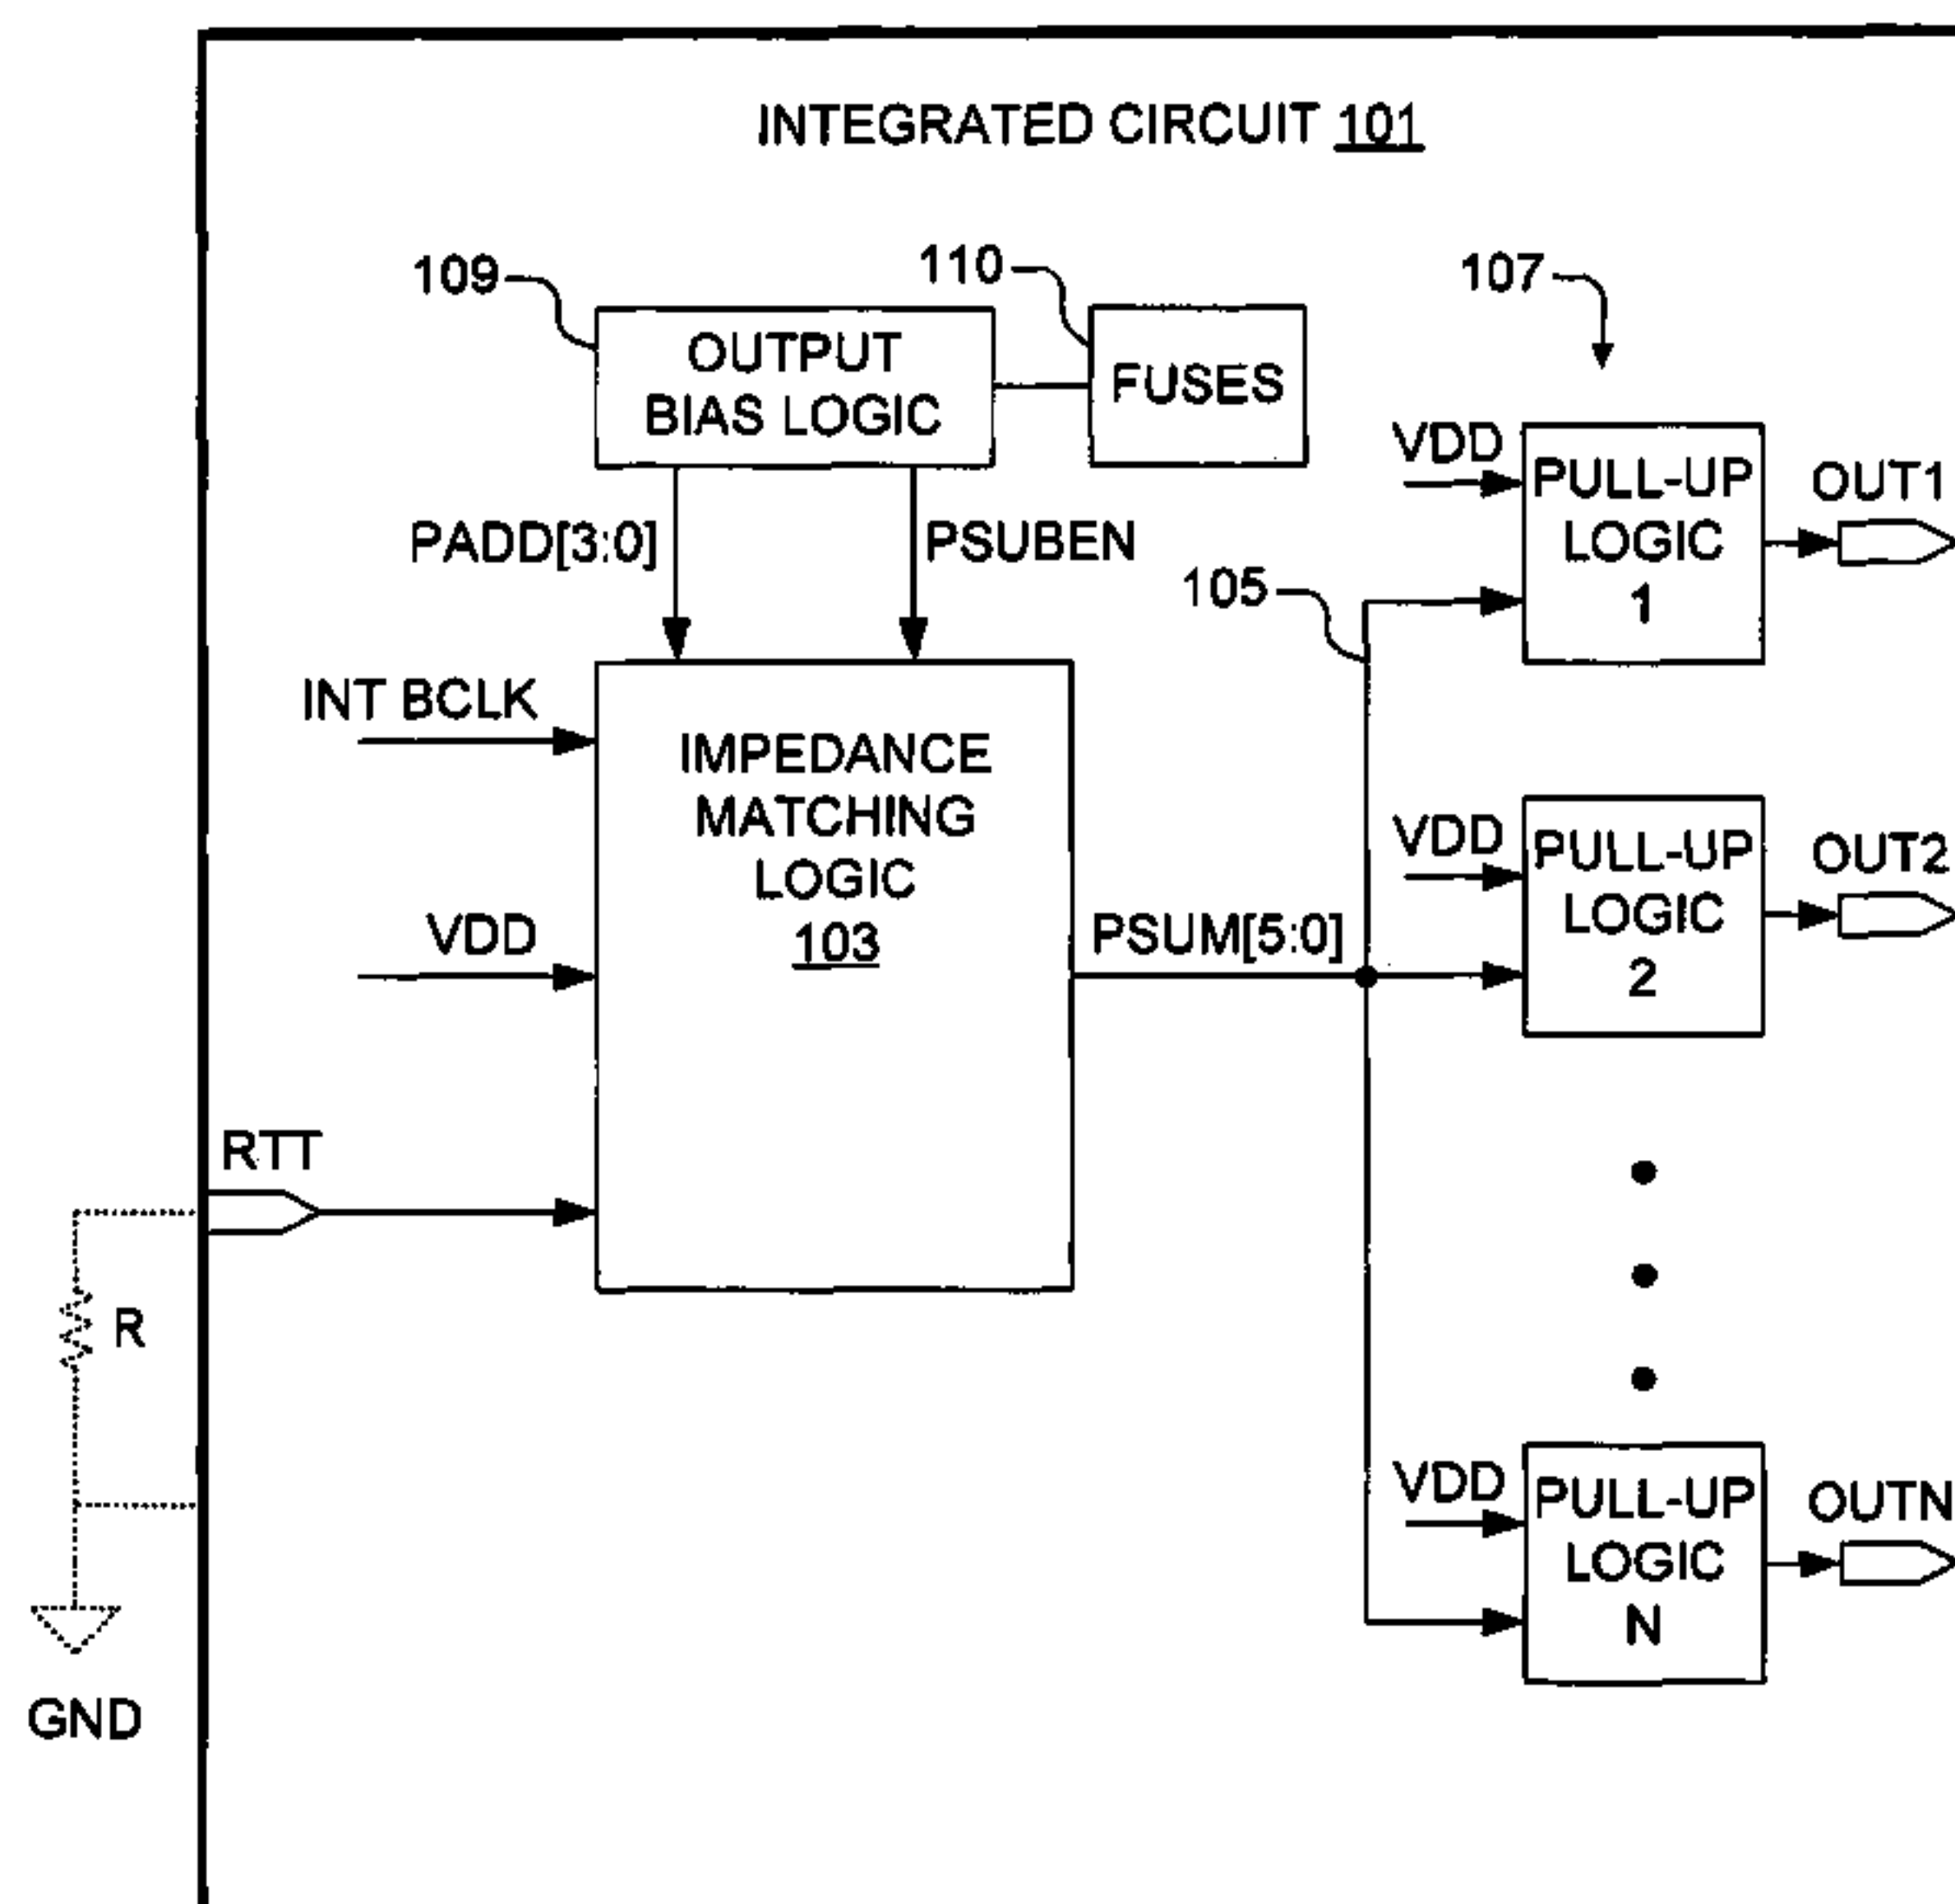 INTEGRATED CIRCUIT 101
109
110
107
OUTPUT
BIAS LOGIC
FUSES
VDD
PULL-UP
LOGIC
1
OUT1
PADD[3:0]
PSUBEN
105
INT BCLK
IMPEDANCE
MATCHING
LOGIC
103
VDD
PSUM[5:0]
VDD
PULL-UP
LOGIC
2
OUT2
RTT
R
GND
VDD
PULL-UP
LOGIC
N
OUTN